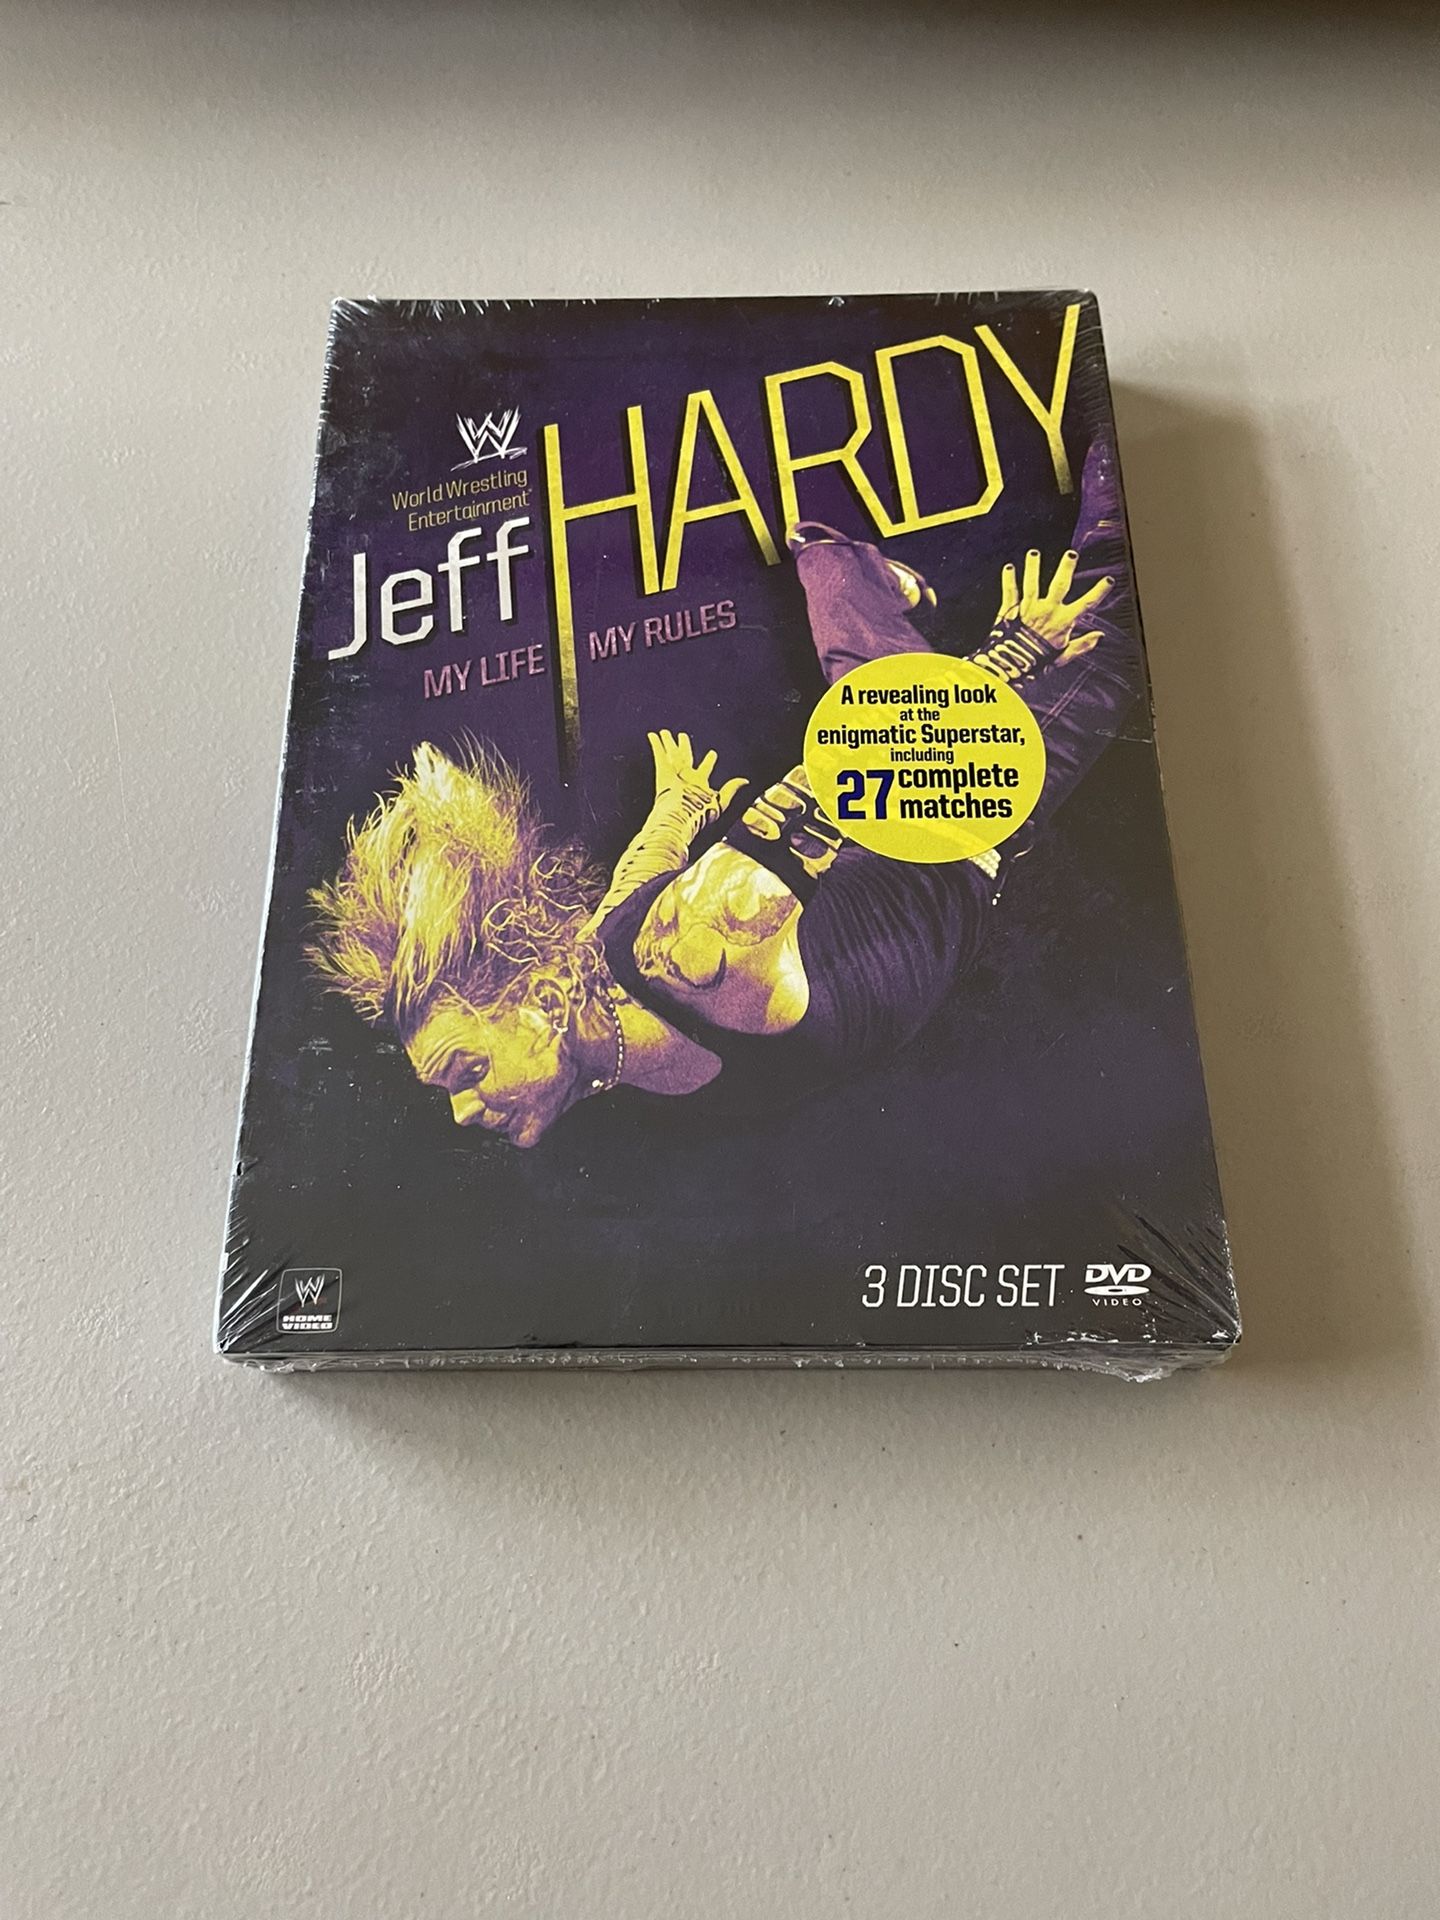 HARDY
W
World Wrestling
Entertainment
Jeff
MY LIFE MY RULES
A revealing look
at the
enigmatic Superstar,
including
27 complete
matches
W
HOME
VIDEO
3 DISC SET DVD
VIDEO